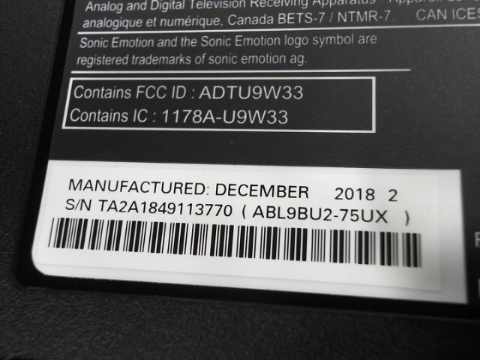 Analog and Digital Television Receiving Apparatus - Appareil de
analogique et numérique, Canada BETS-7 / NTMR-7. CAN ICES
Sonic Emotion and the Sonic Emotion logo symbol are
registered trademarks of sonic emotion ag.
Contains FCC ID : ADTU9W33
Contains IC : 1178A-U9W33
MANUFACTURED: DECEMBER 2018 2
S/N TA2A1849113770 ( ABL9BU2-75UX )